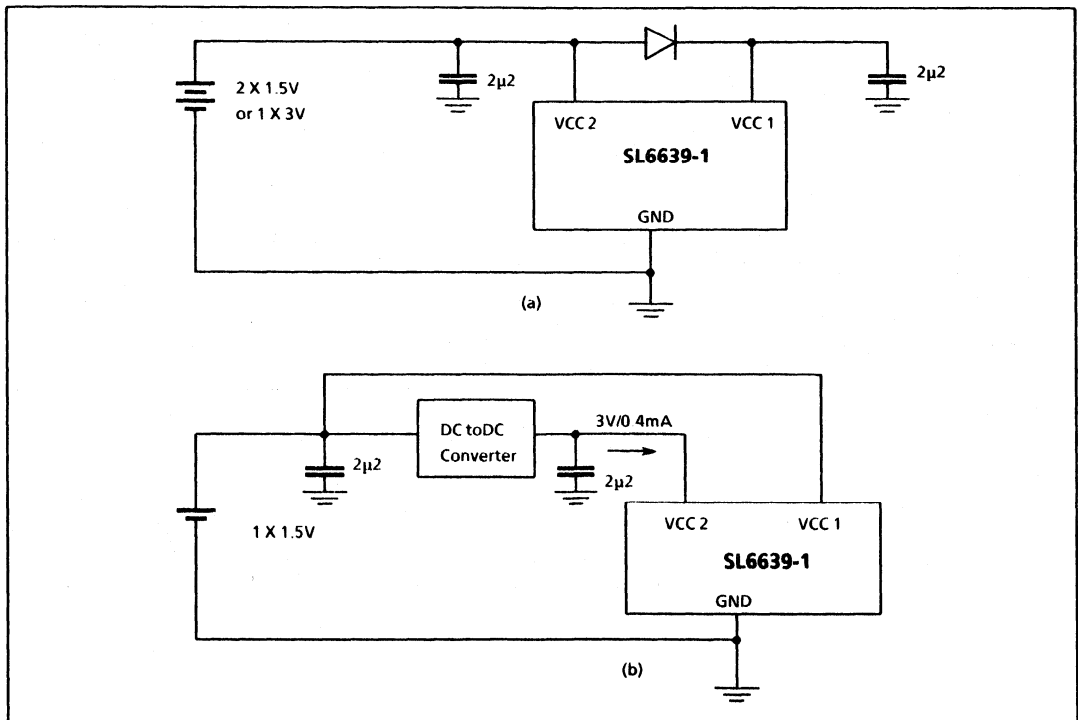 2 X 1.5V
or 1 X 3V
2µ2
2µ2
VCC 2
VCC 1
SL6639-1
GND
(a)
DC toDC
Converter
3V/0 4mA
2µ2
2µ2
1 X 1.5V
VCC 2
VCC 1
SL6639-1
GND
(b)